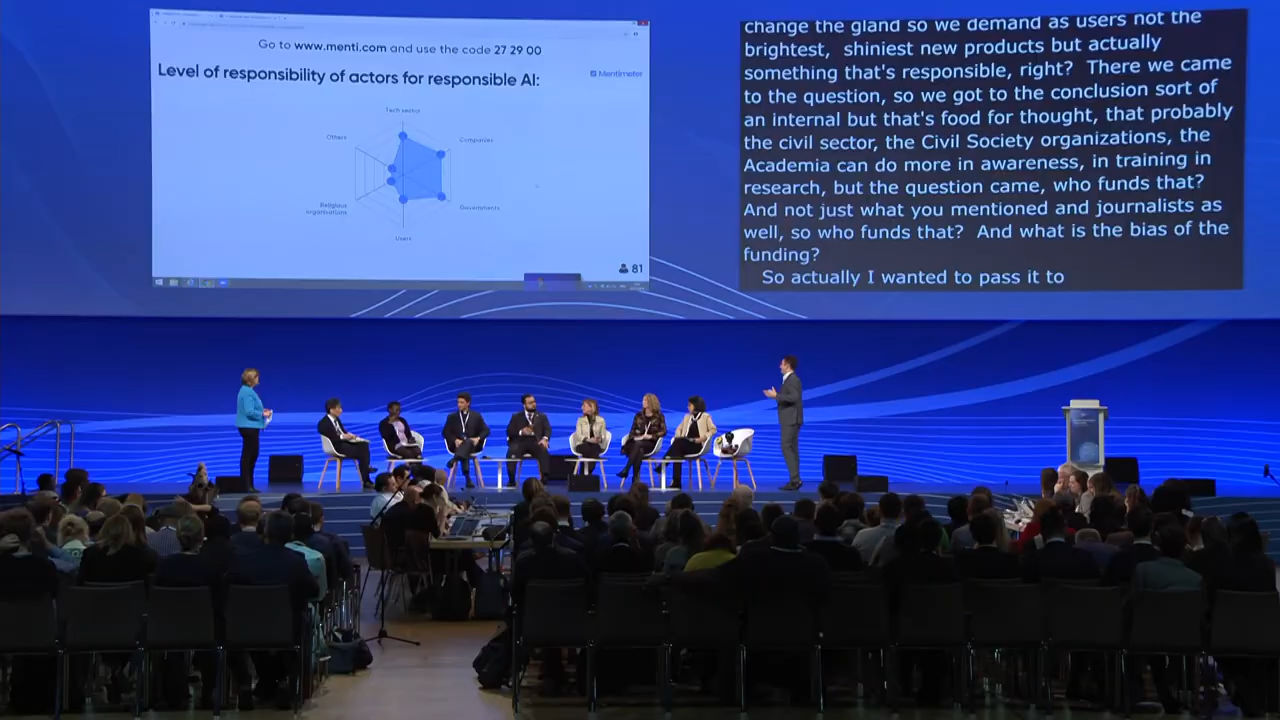 Go to www.menti.com and use the code 27 29 00
Level of responsibility of actors for responsible AI:
Mentimeter
Tech sector
Others
Companies
Religious
organisations
Governments
Users
81
change the gland so we demand as users not the
brightest,  shiniest new products but actually
something that's responsible, right?  There we came
to the question, so we got to the conclusion sort of
an internal but that's food for thought, that probably
the civil sector, the Civil Society organizations, the
Academia can do more in awareness, in training in
research, but the question came, who funds that?
And not just what you mentioned and journalists as
well, so who funds that?  And what is the bias of the
funding?
So actually I wanted to pass it to